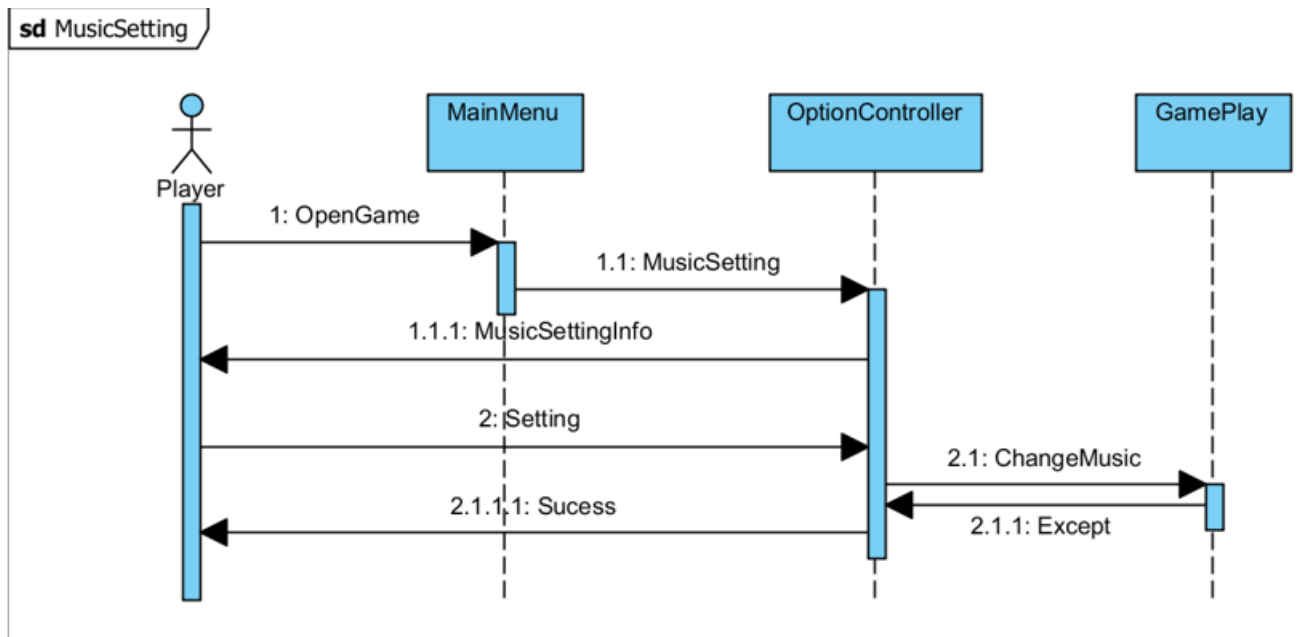 sd MusicSetting
MainMenu
OptionController
GamePlay
Player
1: OpenGame
1.1: MusicSetting
1.1.1: MusicSettingInfo
2: Setting
2.1: ChangeMusic
2.1.1.1: Sucess
2.1.1: Except